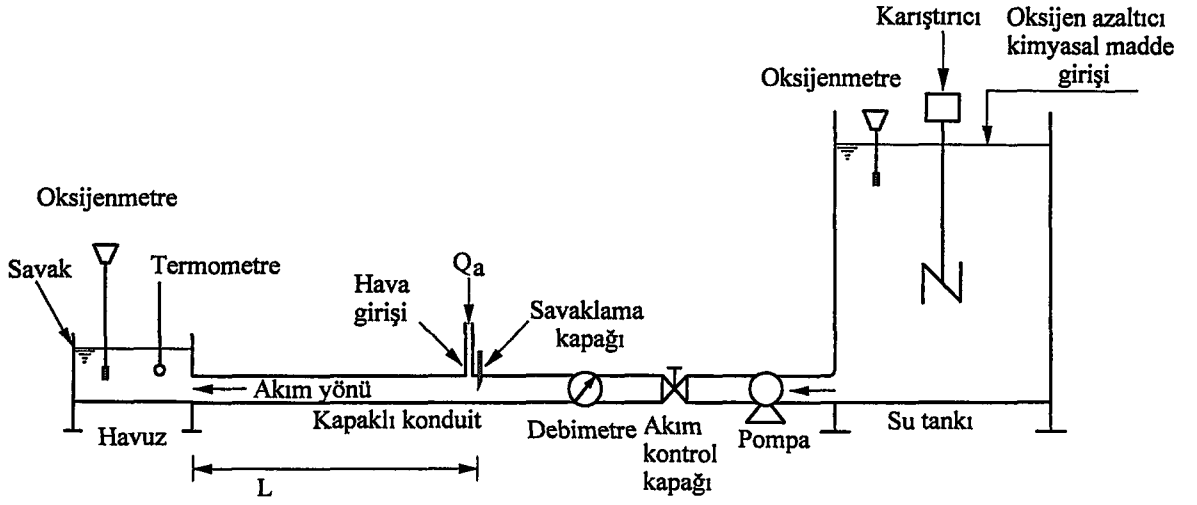 Karıştırıcı
Oksijen azaltıcı
kimyasal madde
girişi
Oksijenmetre
Oksijenmetre
Savak
Termometre
Qa
Hava
girişi
Savaklama
kapağı
Akım yönü
Kapaklı konduit
Havuz
Debimetre
Akım
kontrol
kapağı
Pompa
Su tankı
L